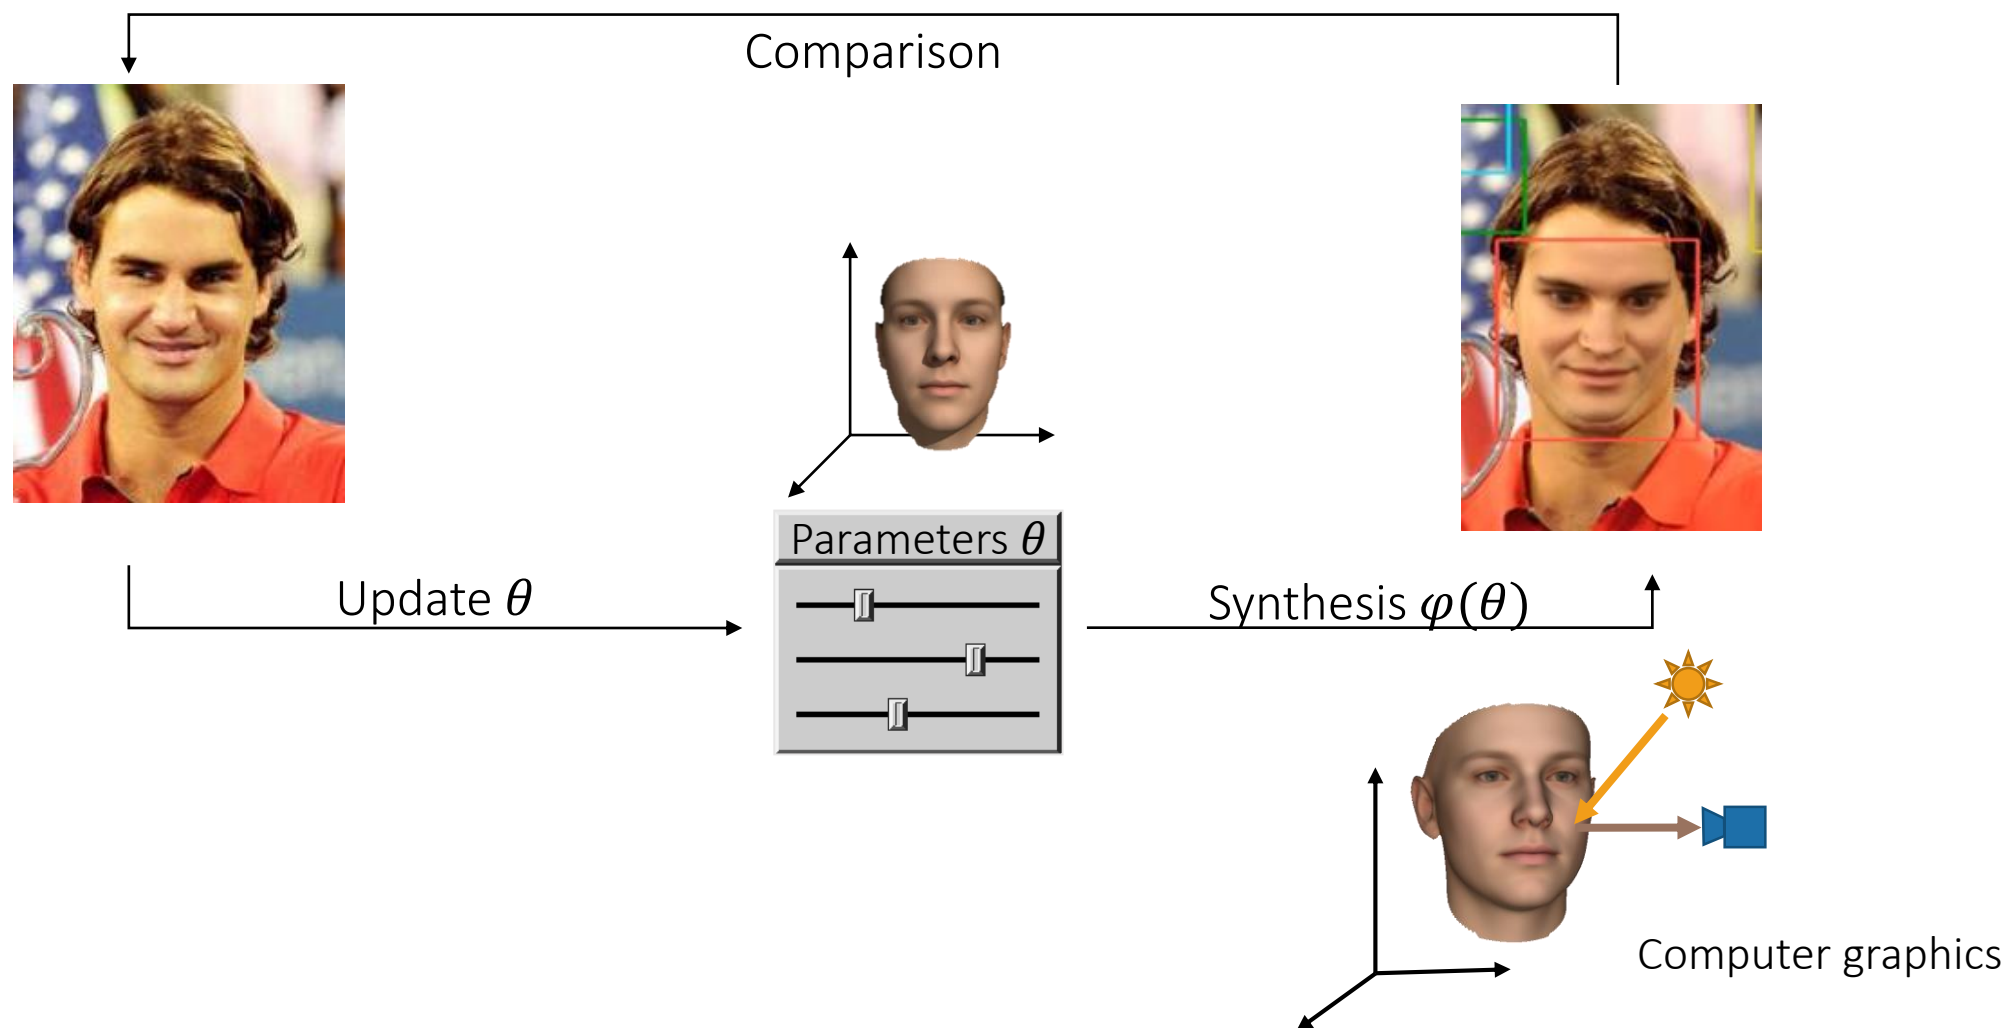 Comparison
Parameters θ
Update θ
Synthesis φ(θ)
Computer graphics